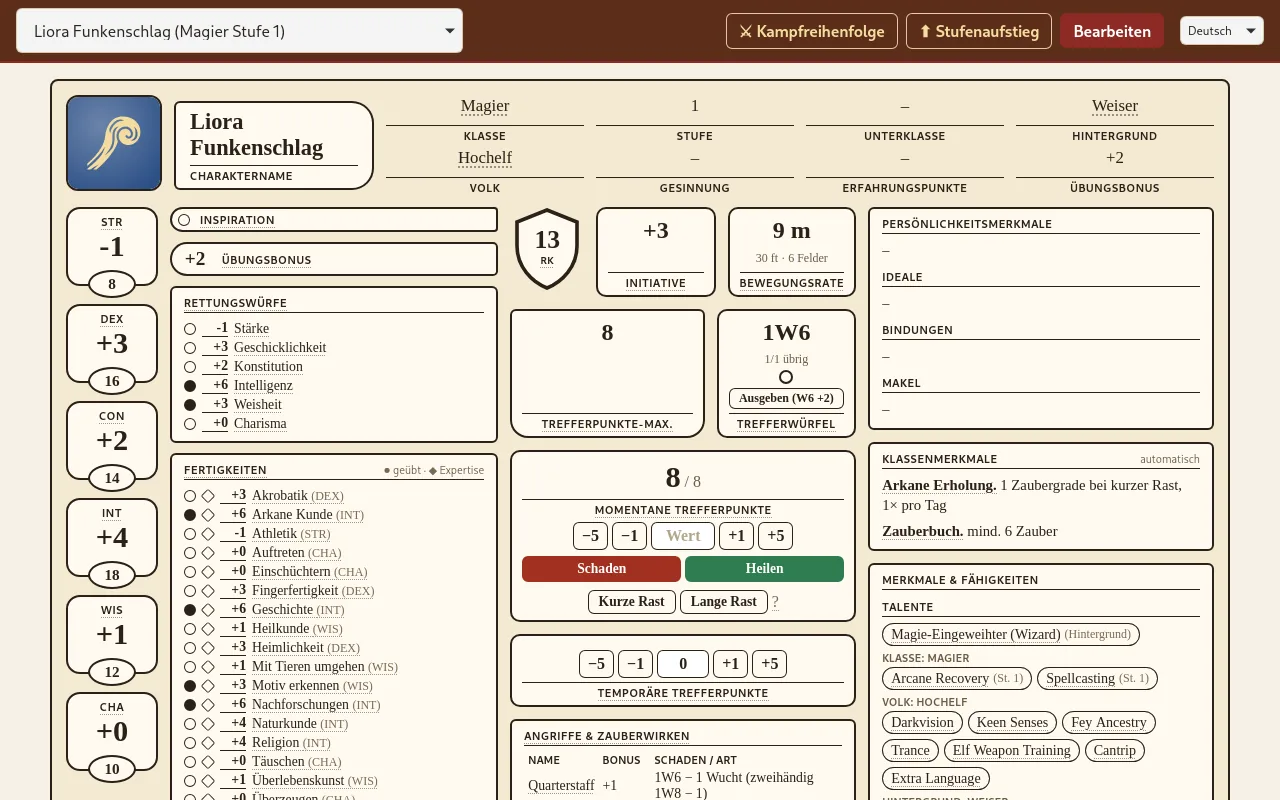 Liora Funkenschlag (Magier Stufe 1)
⚔ Kampfreihenfolge
⬆ Stufenaufstieg
Bearbeiten
Deutsch
Liora
Funkenschlag
CHARAKTERNAME
Magier
KLASSE
1
STUFE
–
UNTERKLASSE
Weiser
HINTERGRUND
Hochelf
VOLK
–
GESINNUNG
–
ERFAHRUNGSPUNKTE
+2
ÜBUNGSBONUS
STR
-1
8
DEX
+3
16
CON
+2
14
INT
+4
18
WIS
+1
12
CHA
+0
10
INSPIRATION
+2 ÜBUNGSBONUS
RETTUNGSWÜRFE
-1 Stärke
+3 Geschicklichkeit
+2 Konstitution
+6 Intelligenz
+3 Weisheit
+0 Charisma
FERTIGKEITEN
● geübt · ◆ Expertise
+3 Akrobatik (DEX)
+6 Arkane Kunde (INT)
-1 Athletik (STR)
+0 Auftreten (CHA)
+0 Einschüchtern (CHA)
+3 Fingerfertigkeit (DEX)
+6 Geschichte (INT)
+1 Heilkunde (WIS)
+3 Heimlichkeit (DEX)
+1 Mit Tieren umgehen (WIS)
+3 Motiv erkennen (WIS)
+6 Nachforschungen (INT)
+4 Naturkunde (INT)
+4 Religion (INT)
+0 Täuschen (CHA)
+1 Überlebenskunst (WIS)
+0 Überzeugen (CHA)
13
RK
+3
INITIATIVE
9 m
30 ft · 6 Felder
BEWEGUNGSRATE
8
TREFFERPUNKTE-MAX.
1W6
1/1 übrig
Ausgeben (W6 +2)
TREFFERWÜRFEL
8 / 8
MOMENTANE TREFFERPUNKTE
−5 −1 Wert +1 +5
Schaden Heilen
Kurze Rast Lange Rast ?
−5 −1 0 +1 +5
TEMPORÄRE TREFFERPUNKTE
ANGRIFFE & ZAUBERWIRKEN
NAME BONUS SCHADEN / ART
Quarterstaff +1 1W6 − 1 Wucht (zweihändig
1W8 − 1)
PERSÖNLICHKEITSMERKMALE
–
IDEALE
–
BINDUNGEN
–
MAKEL
–
KLASSENMERKMALE
automatisch
Arkane Erholung. 1 Zaubergrade bei kurzer Rast,
1× pro Tag
Zauberbuch. mind. 6 Zauber
MERKMALE & FÄHIGKEITEN
TALENTE
Magie-Eingeweihter (Wizard) (Hintergrund)
KLASSE: MAGIER
Arcane Recovery (St. 1) Spellcasting (St. 1)
VOLK: HOCHELF
Darkvision Keen Senses Fey Ancestry
Trance Elf Weapon Training Cantrip
Extra Language
HINTERGRUND: WEISER